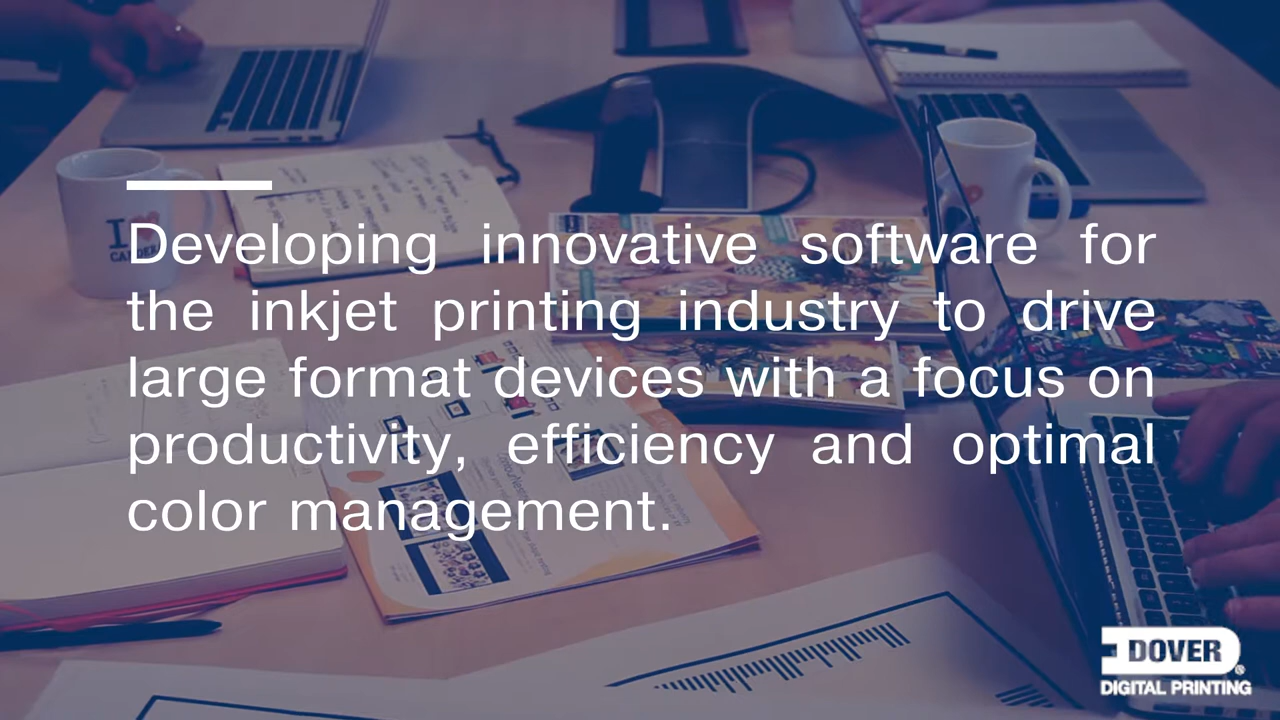 Developing innovative software for
the inkjet printing industry to drive
large format devices with a focus on
productivity, efficiency and optimal
color management.
DOVER
DIGITAL PRINTING